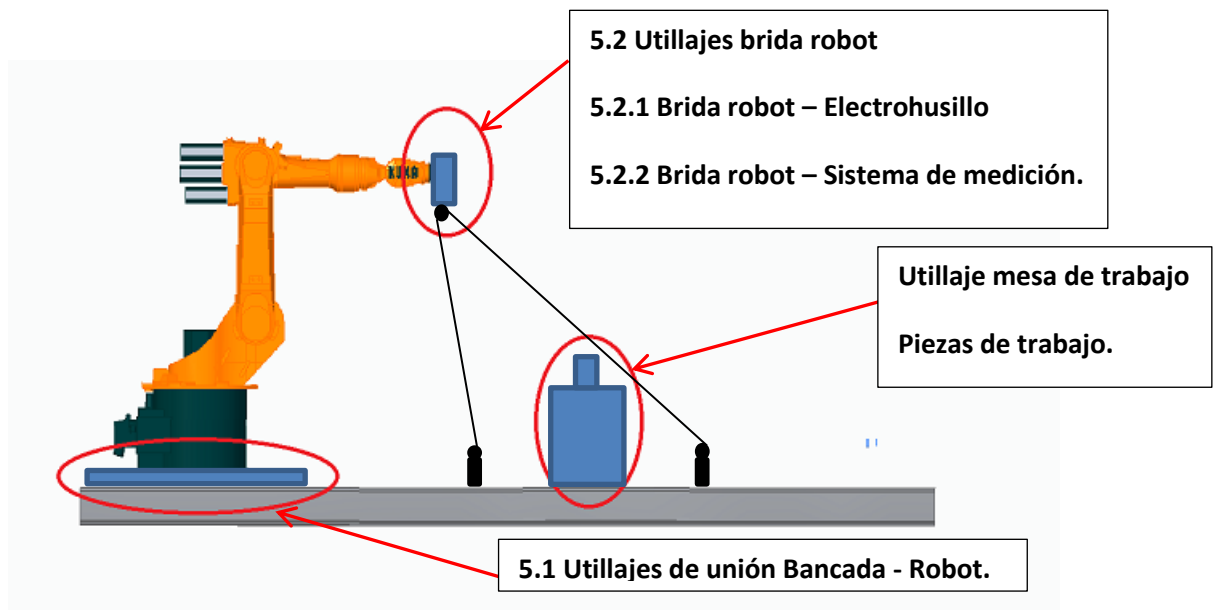 5.2 Utillajes brida robot
5.2.1 Brida robot – Electrohusillo
5.2.2 Brida robot – Sistema de medición.
KUKA
Utillaje mesa de trabajo
Piezas de trabajo.
5.1 Utillajes de unión Bancada - Robot.